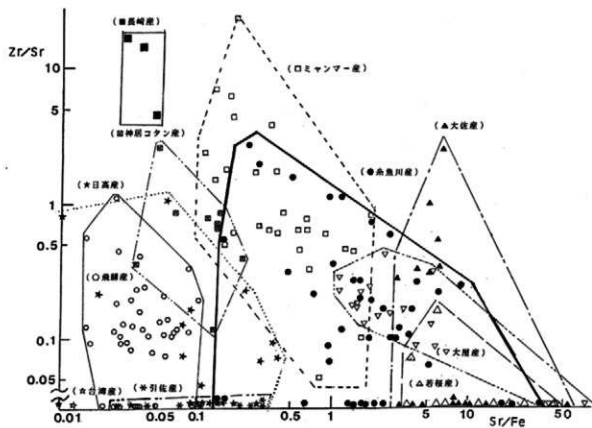 (■長崎産)
Zr/Sr
10
(□ミャンマー産)
5
(▲大佐産)
(⊠神居コタン産)
(★日高産)
(●糸魚川産)
1
0.5
(○飛騨産)
0.1
(▽大屋産)
(△若桜産)
0.05
(☆台湾産)
(✳引佐産)
0.01
0.05
0.1
0.5
1
5
10
50
Sr/Fe